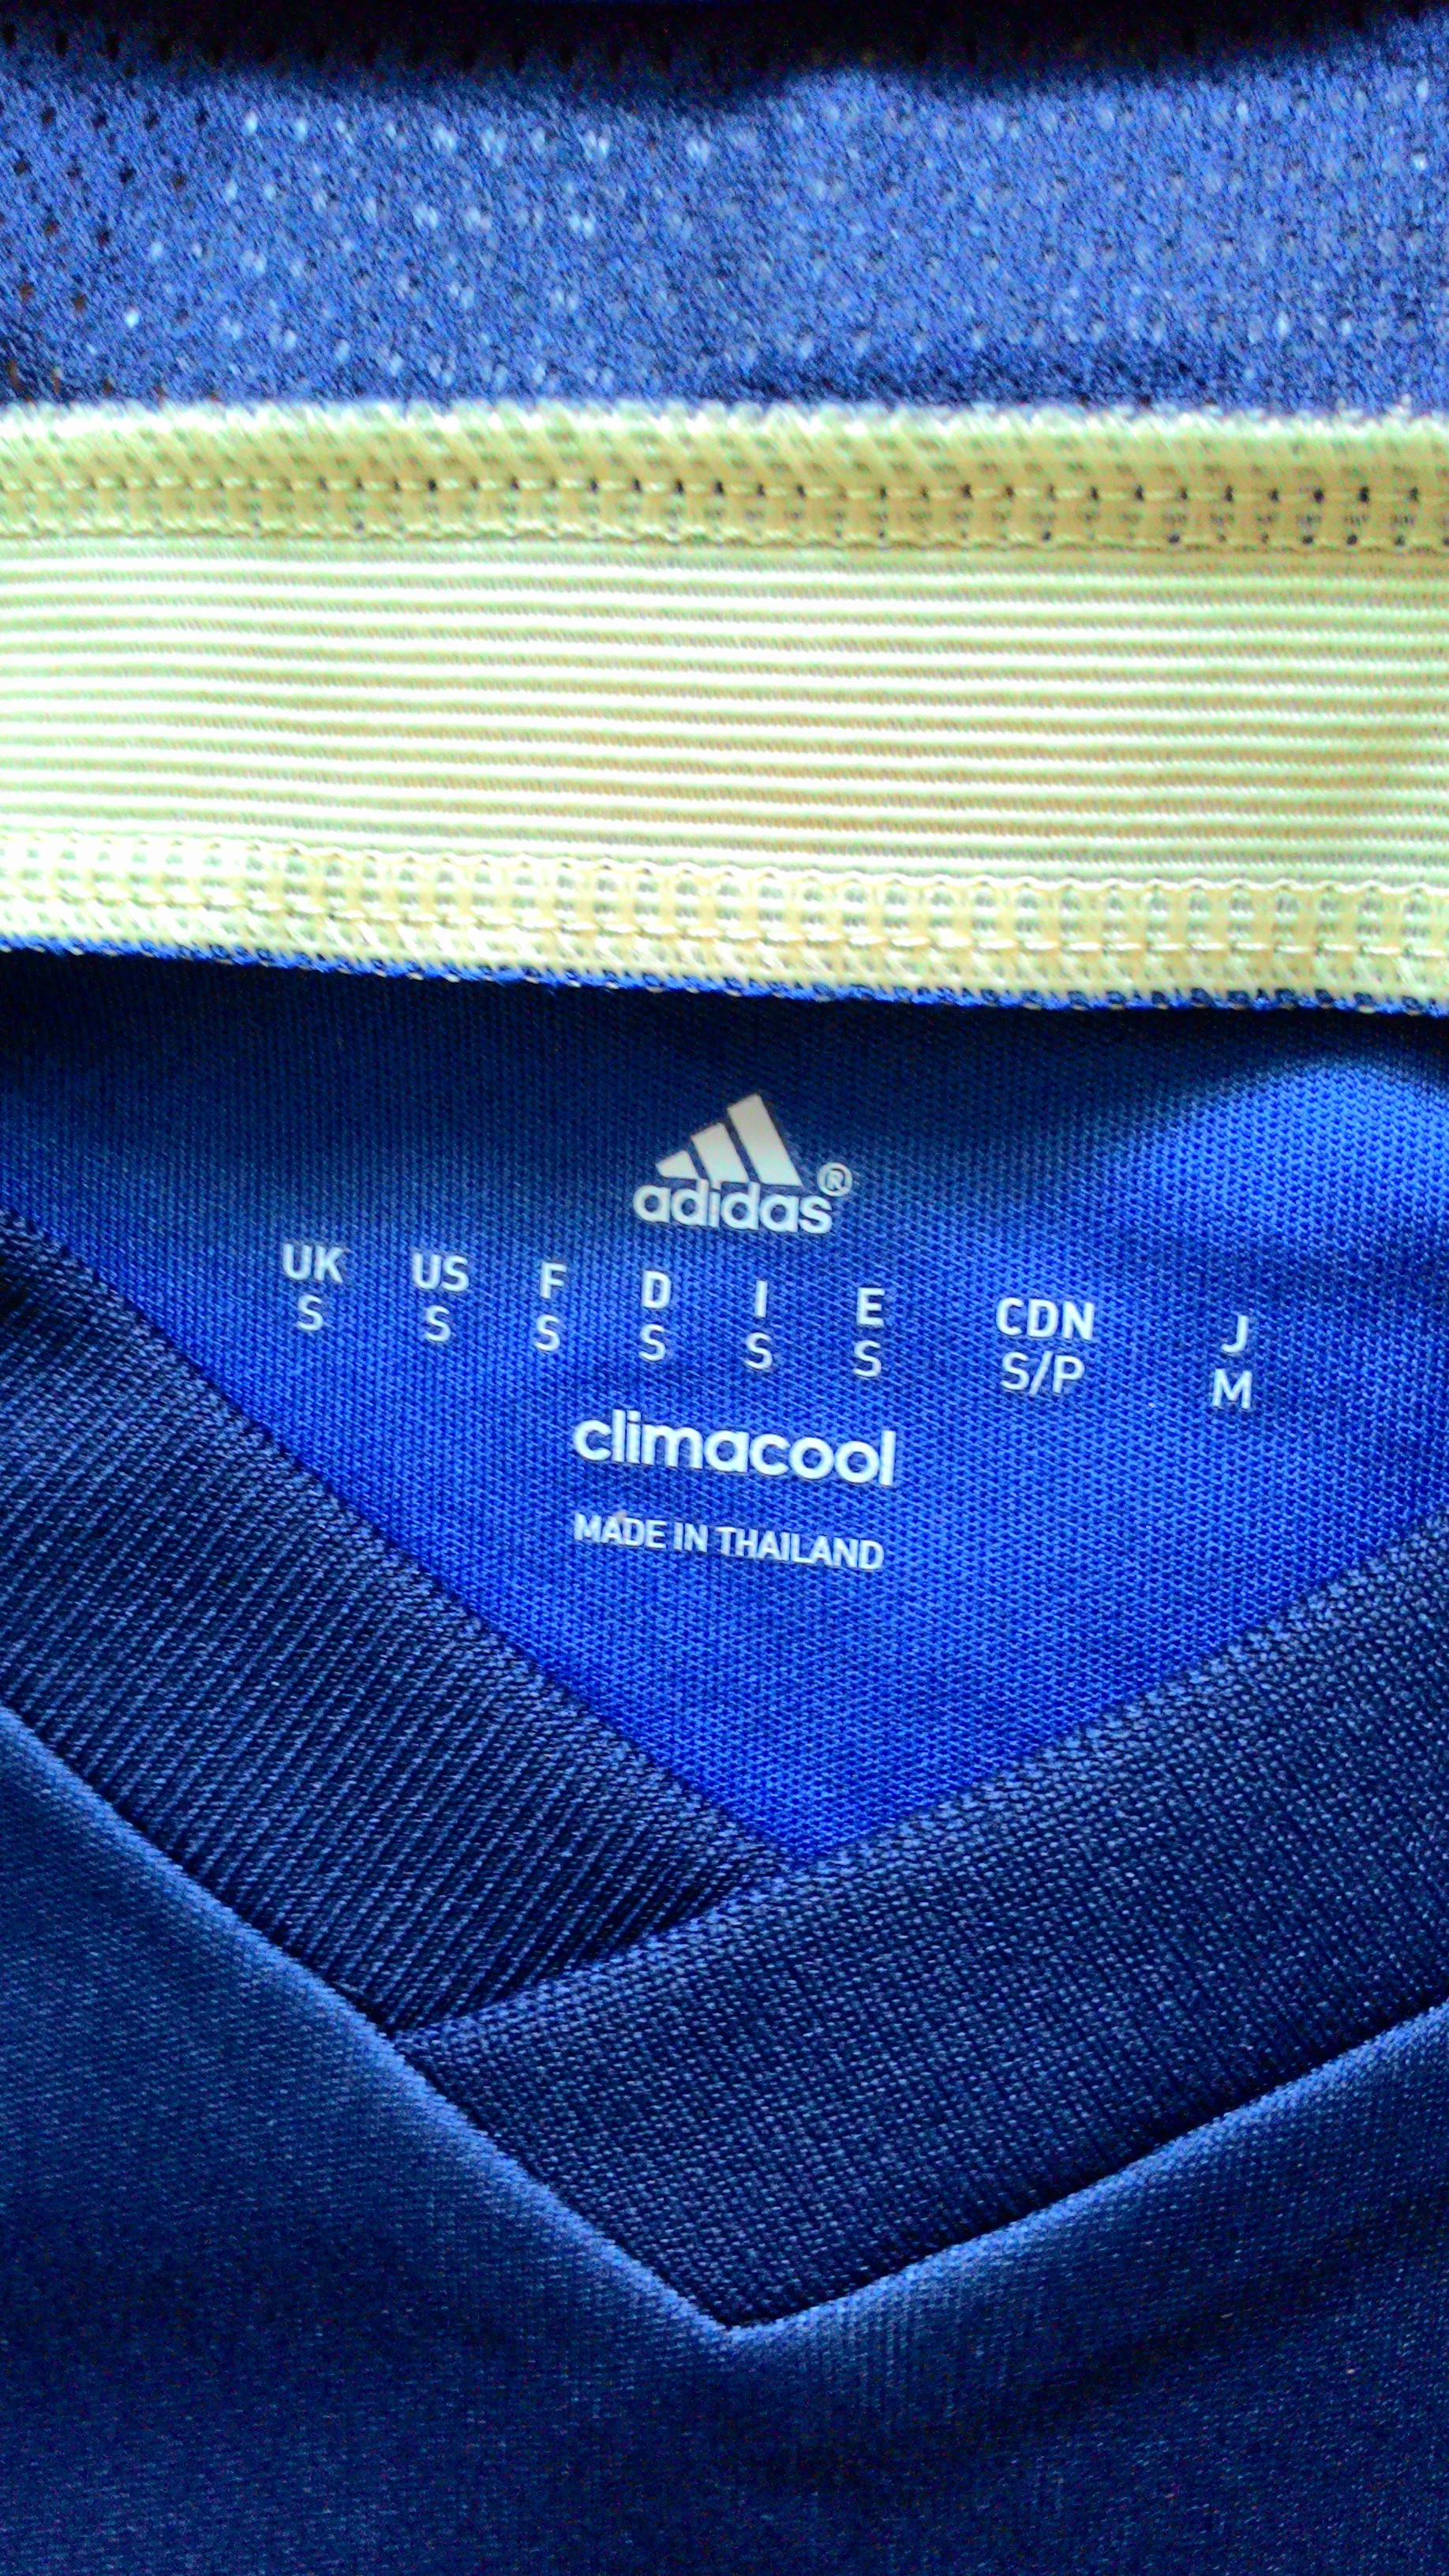 adidas®
UK US F D I E CDN J
S S S S S S S/P M
climacool
MADE IN THAILAND